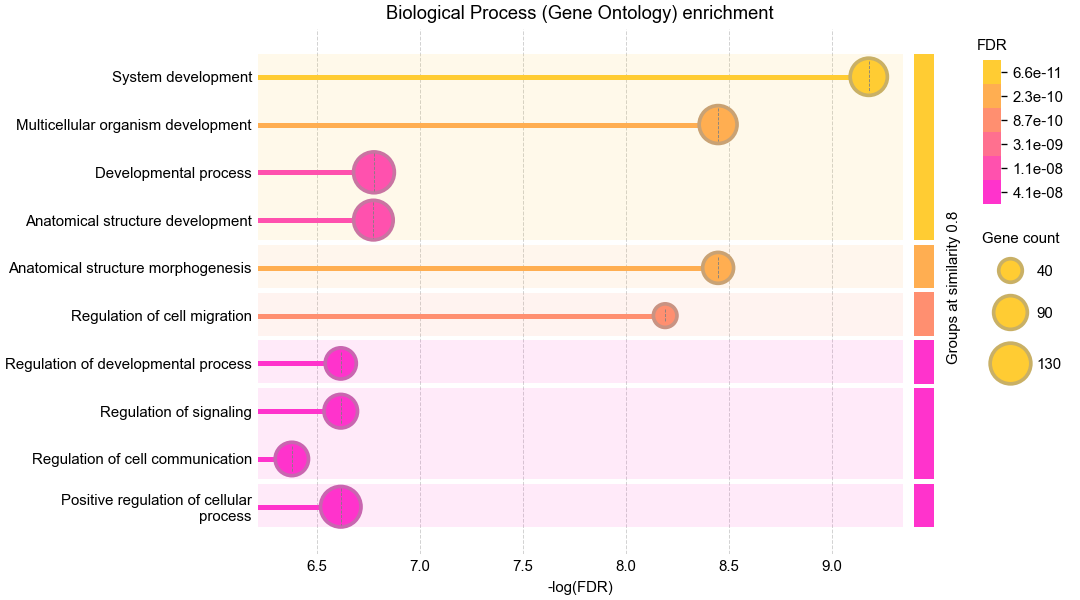 Biological Process (Gene Ontology) enrichment
System development
Multicellular organism development
Developmental process
Anatomical structure development
Anatomical structure morphogenesis
Regulation of cell migration
Regulation of developmental process
Regulation of signaling
Regulation of cell communication
Positive regulation of cellular
process
6.5 7.0 7.5 8.0 8.5 9.0
-log(FDR)
Groups at similarity 0.8
FDR
6.6e-11
2.3e-10
8.7e-10
3.1e-09
1.1e-08
4.1e-08
Gene count
40
90
130